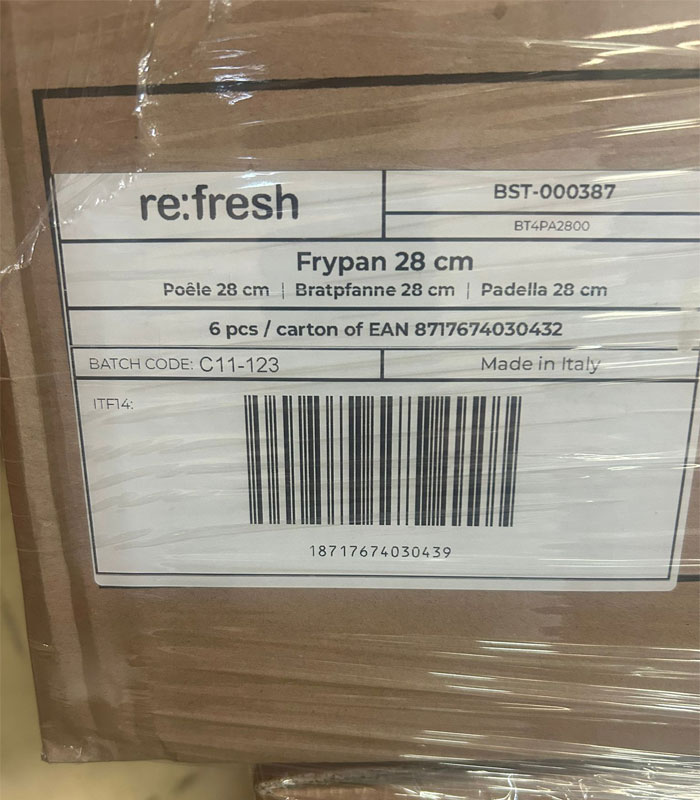 re:fresh
BST-000387
BT4PA2800
Frypan 28 cm
Poêle 28 cm | Bratpfanne 28 cm | Padella 28 cm
6 pcs / carton of EAN 8717674030432
BATCH CODE: C11-123
Made in Italy
ITF14:
18717674030439